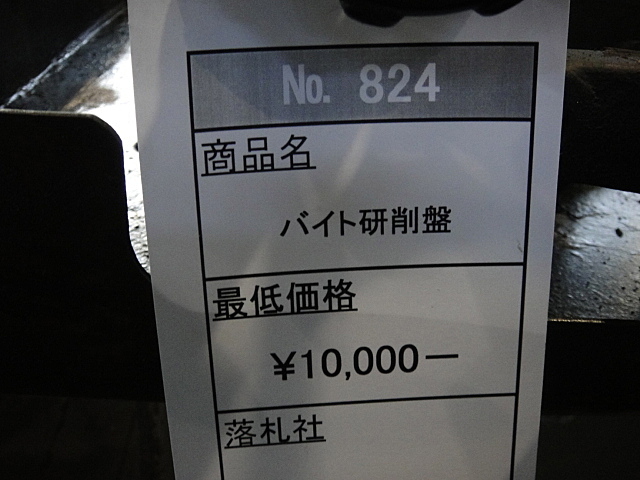 No. 824
商品名
バイト研削盤
最低価格
¥10,000ー
落札社